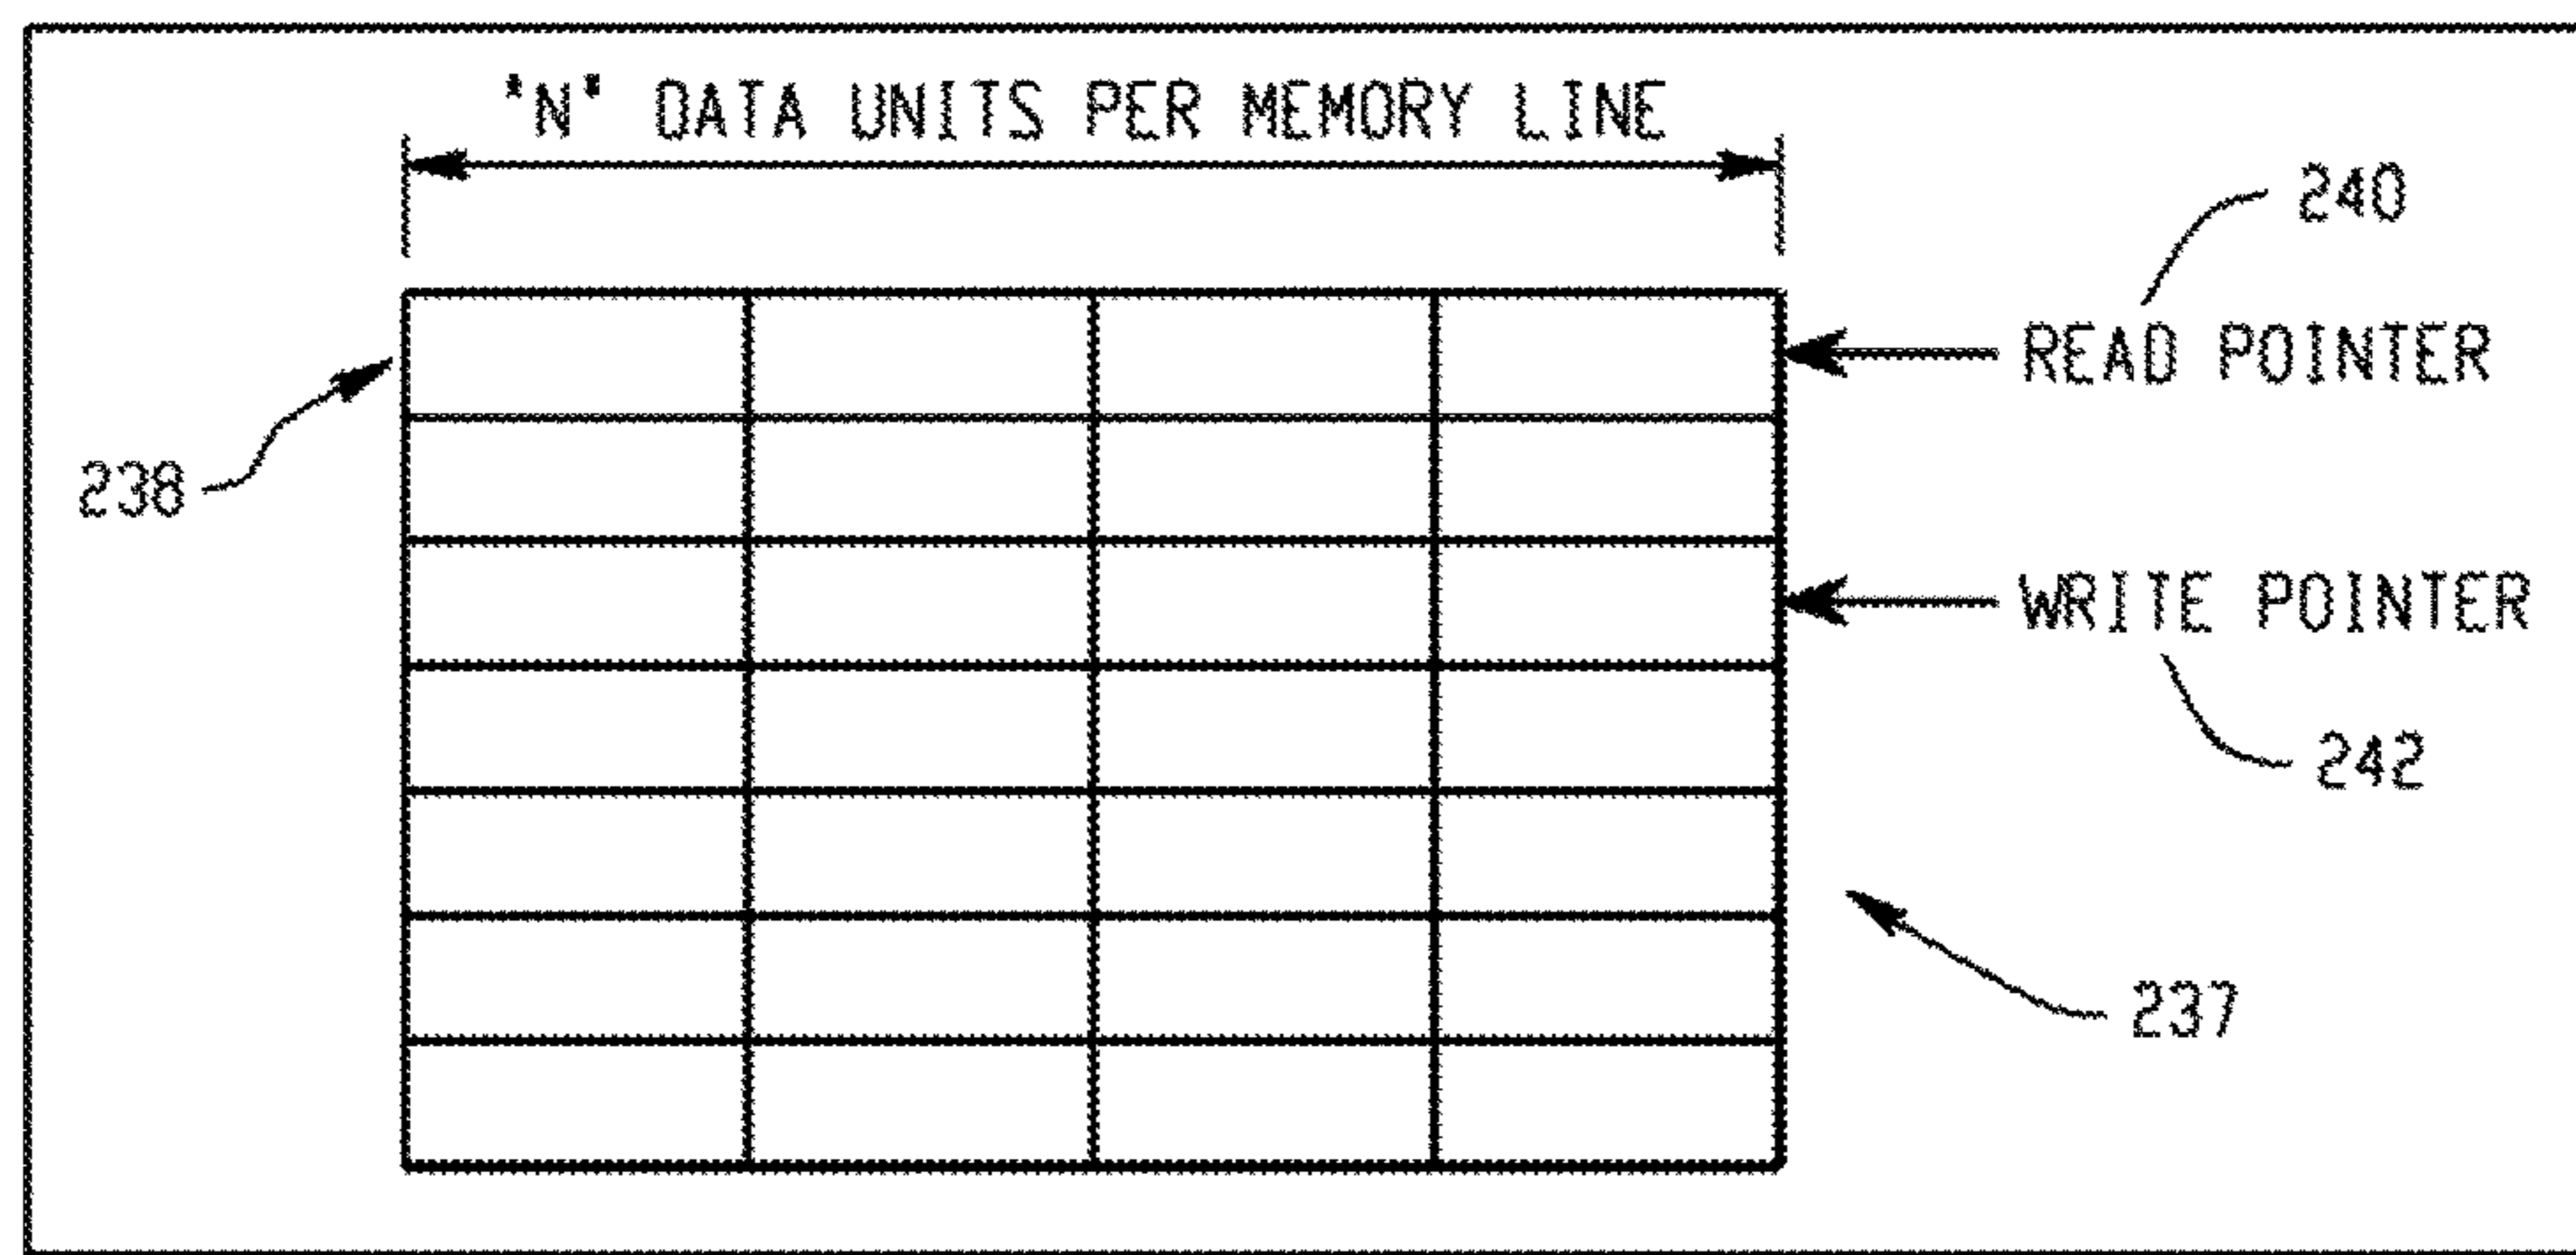 "N" DATA UNITS PER MEMORY LINE
240
READ POINTER
238
WRITE POINTER
242
237